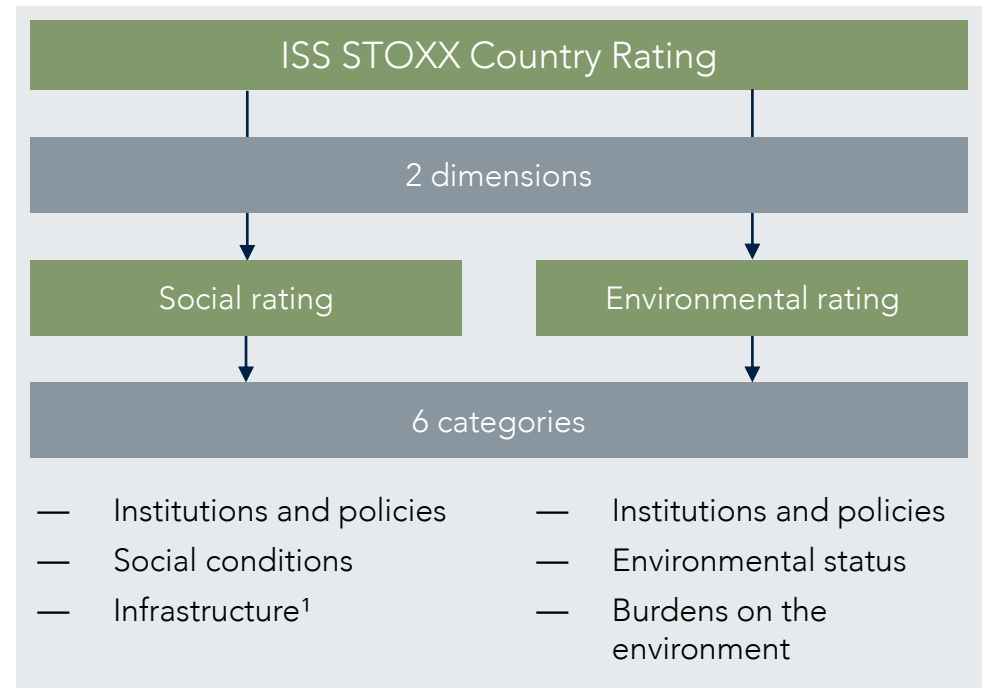 ISS STOXX Country Rating
2 dimensions
Social rating
Environmental rating
6 categories
— Institutions and policies
— Social conditions
— Infrastructure¹
— Institutions and policies
— Environmental status
— Burdens on the
environment